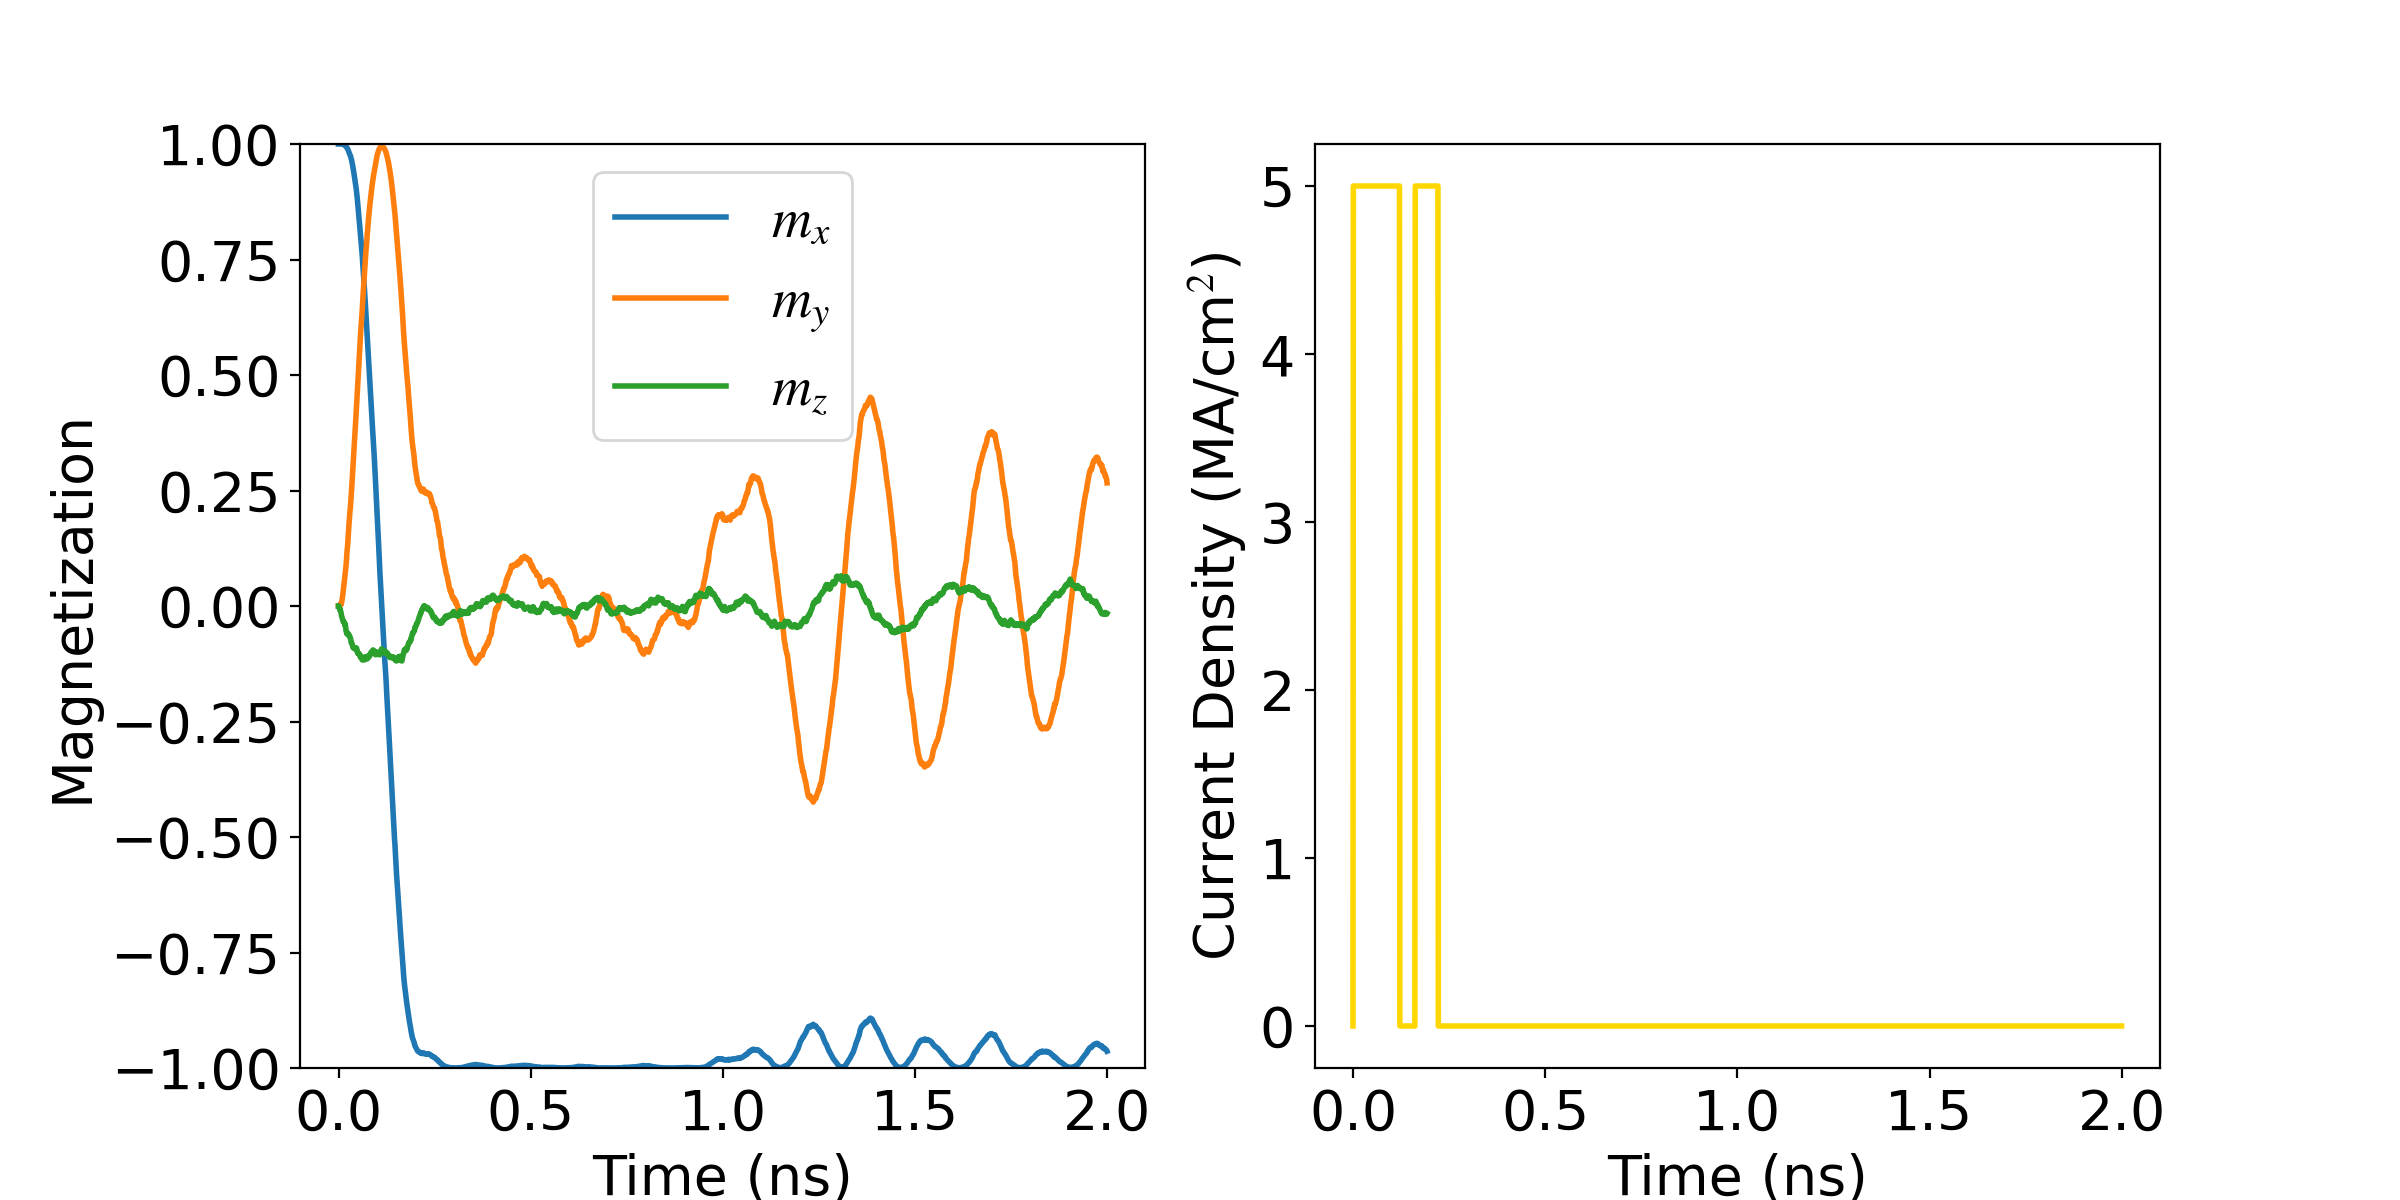 1.00
0.75
0.50
0.25
0.00
−0.25
−0.50
−0.75
−1.00
Magnetization
0.0 0.5 1.0 1.5 2.0
Time (ns)
m_x
m_y
m_z
5
4
3
2
1
0
Current Density (MA/cm²)
0.0 0.5 1.0 1.5 2.0
Time (ns)